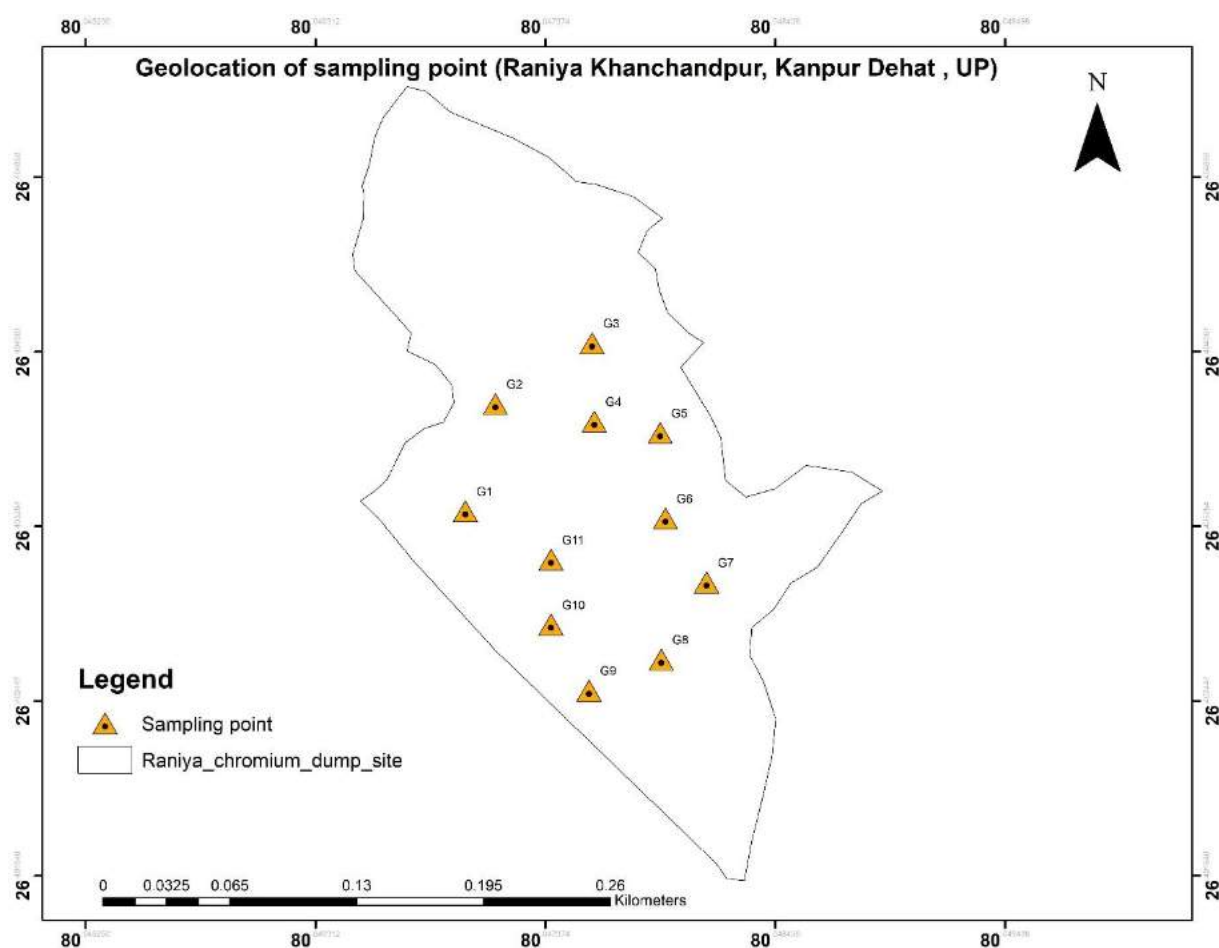 80 80 80 80 80
Geolocation of sampling point (Raniya Khanchandpur, Kanpur Dehat , UP)
N
26 26
G3
26 26
G2
G4
G5
G1
G6
26 26
G11
G7
G10
G8
G9
Legend
26 26
Sampling point
Raniya_chromium_dump_site
26 26
0 0.0325 0.065 0.13 0.195 0.26
Kilometers
80 80 80 80 80